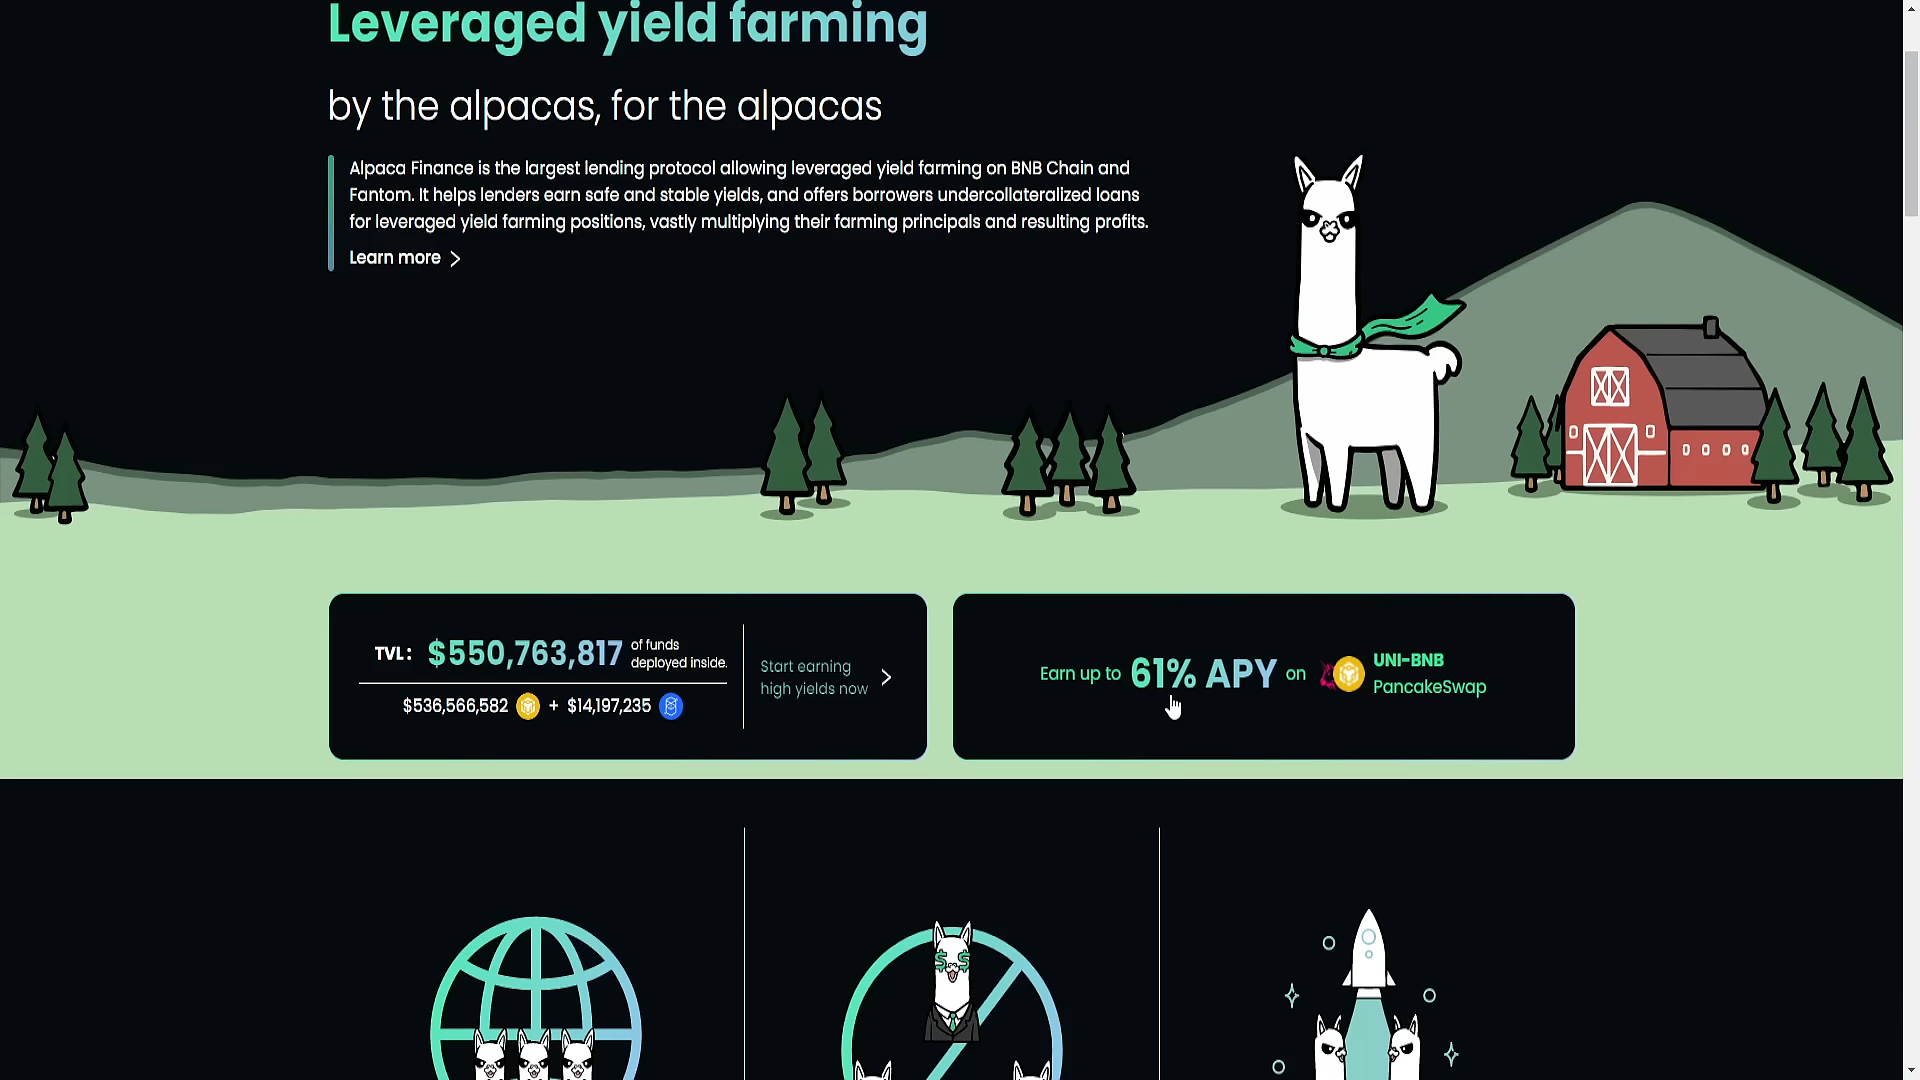 Leveraged yield farming
by the alpacas, for the alpacas
Alpaca Finance is the largest lending protocol allowing leveraged yield farming on BNB Chain and
Fantom. It helps lenders earn safe and stable yields, and offers borrowers undercollateralized loans
for leveraged yield farming positions, vastly multiplying their farming principals and resulting profits.
Learn more
TVL: $550,763,817 of funds
deployed inside.
$536,566,582 + $14,197,235
Start earning
high yields now
Earn up to 61% APY on
UNI-BNB
PancakeSwap